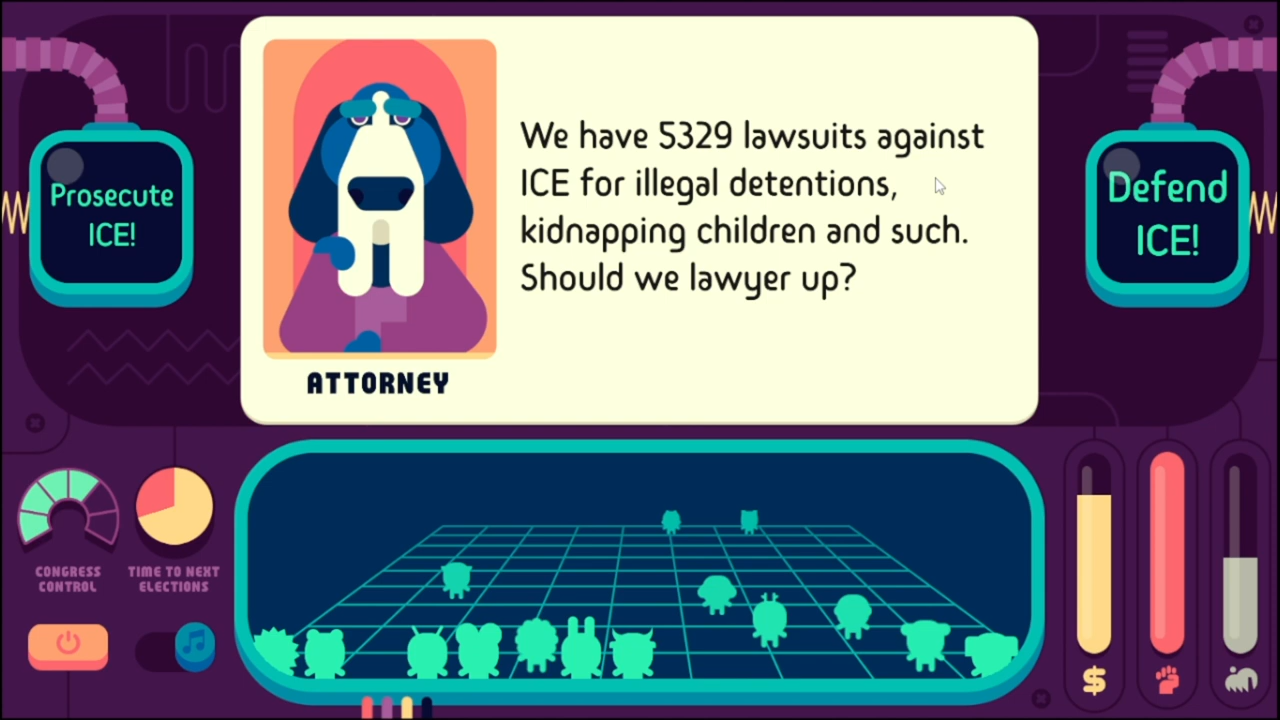 Prosecute
ICE!
We have 5329 lawsuits against
ICE for illegal detentions,
kidnapping children and such.
Should we lawyer up?
Defend
ICE!
ATTORNEY
CONGRESS
CONTROL
TIME TO NEXT
ELECTIONS
$